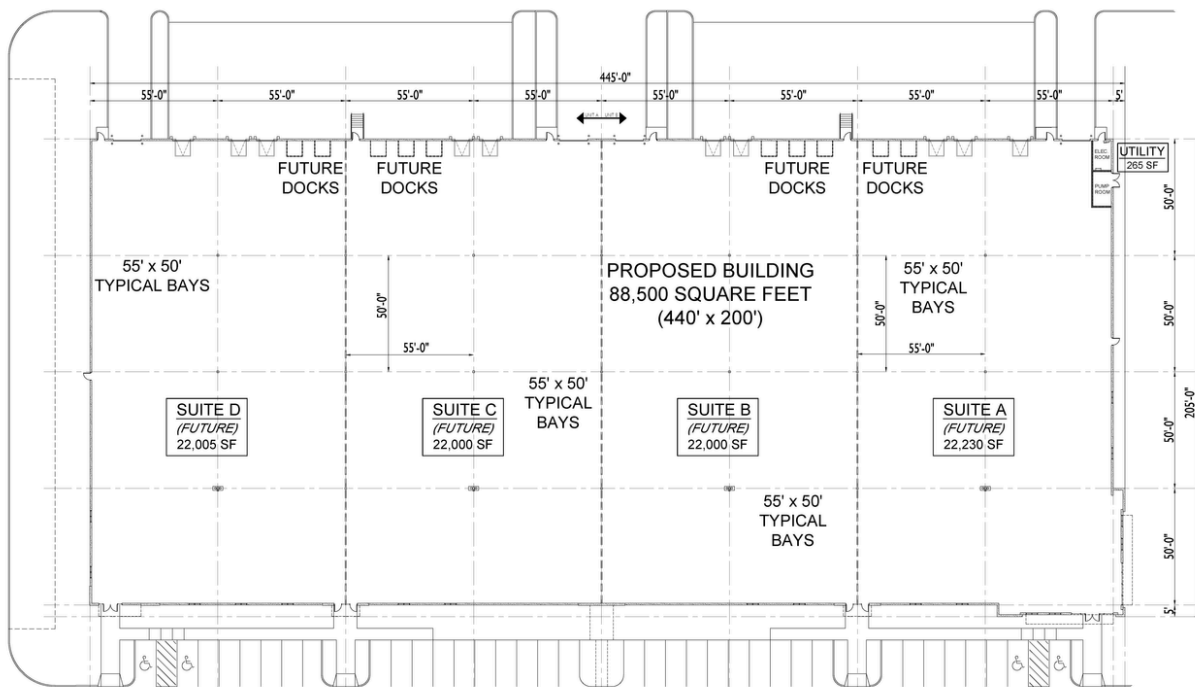 445'-0"
55'-0" 55'-0" 55'-0" 55'-0" 55'-0" 55'-0" 55'-0" 55'-0" 5'
FUTURE
DOCKS
FUTURE
DOCKS
FUTURE
DOCKS
FUTURE
DOCKS
ELEC.
ROOM
PUMP
ROOM
UTILITY
265 SF
50'-0"
55' x 50'
TYPICAL BAYS
PROPOSED BUILDING
88,500 SQUARE FEET
(440' x 200')
55' x 50'
TYPICAL
BAYS
50'-0"
50'-0"
50'-0"
55'-0"
55'-0"
55' x 50'
TYPICAL
BAYS
205'-0"
SUITE D
(FUTURE)
22,005 SF
SUITE C
(FUTURE)
22,000 SF
SUITE B
(FUTURE)
22,000 SF
SUITE A
(FUTURE)
22,230 SF
50'-0"
55' x 50'
TYPICAL
BAYS
50'-0"
5'